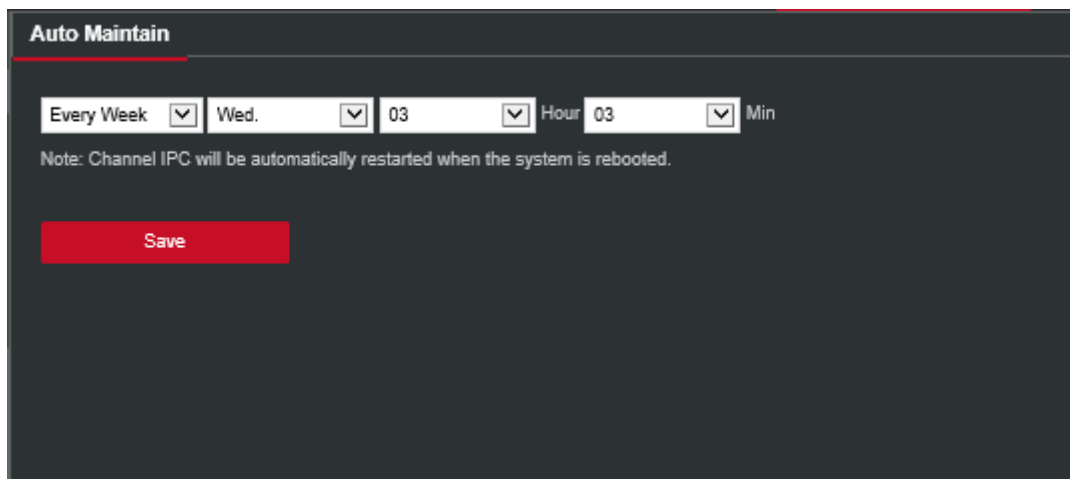 Auto Maintain
Every Week Wed. 03 Hour 03 Min
Note: Channel IPC will be automatically restarted when the system is rebooted.
Save